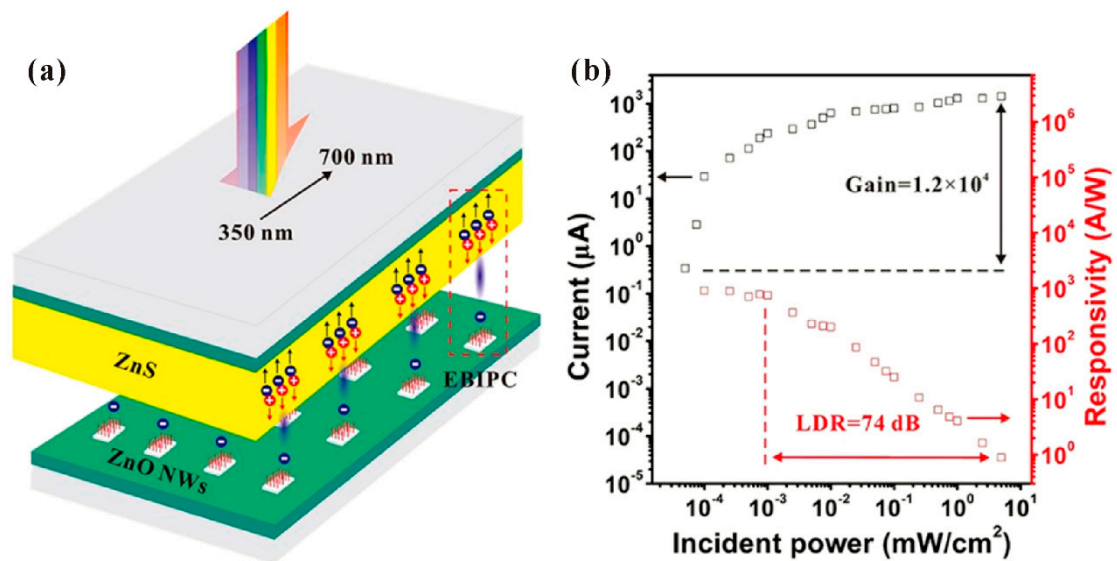 (a)
700 nm
350 nm
ZnS
EBIPC
ZnO NWs
(b)
Current (μA)
10³
10²
10¹
10⁰
10⁻¹
10⁻²
10⁻³
10⁻⁴
10⁻⁵
Gain=1.2×10⁴
LDR=74 dB
10⁶
10⁵
10⁴
10³
10²
10¹
10⁰
Responsivity (A/W)
10⁻⁴ 10⁻³ 10⁻² 10⁻¹ 10⁰ 10¹
Incident power (mW/cm²)